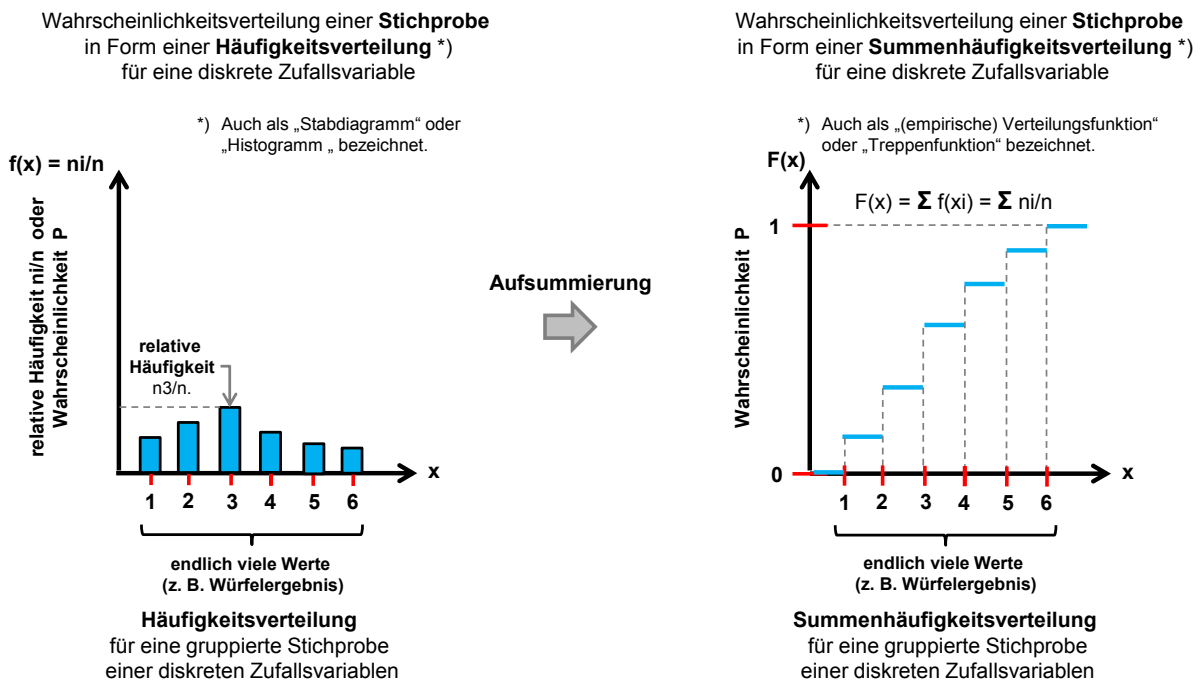 Wahrscheinlichkeitsverteilung einer Stichprobe
in Form einer Häufigkeitsverteilung *)
für eine diskrete Zufallsvariable
*) Auch als „Stabdiagramm“ oder
„Histogramm „ bezeichnet.
f(x) = ni/n
relative Häufigkeit ni/n oder
Wahrscheinlichkeit P
relative
Häufigkeit
n3/n.
x
1 2 3 4 5 6
endlich viele Werte
(z. B. Würfelergebnis)
Häufigkeitsverteilung
für eine gruppierte Stichprobe
einer diskreten Zufallsvariablen
Aufsummierung
Wahrscheinlichkeitsverteilung einer Stichprobe
in Form einer Summenhäufigkeitsverteilung *)
für eine diskrete Zufallsvariable
*) Auch als „(empirische) Verteilungsfunktion“
oder „Treppenfunktion“ bezeichnet.
F(x)
F(x) = Σ f(xi) = Σ ni/n
1
Wahrscheinlichkeit P
0
x
1 2 3 4 5 6
endlich viele Werte
(z. B. Würfelergebnis)
Summenhäufigkeitsverteilung
für eine gruppierte Stichprobe
einer diskreten Zufallsvariablen